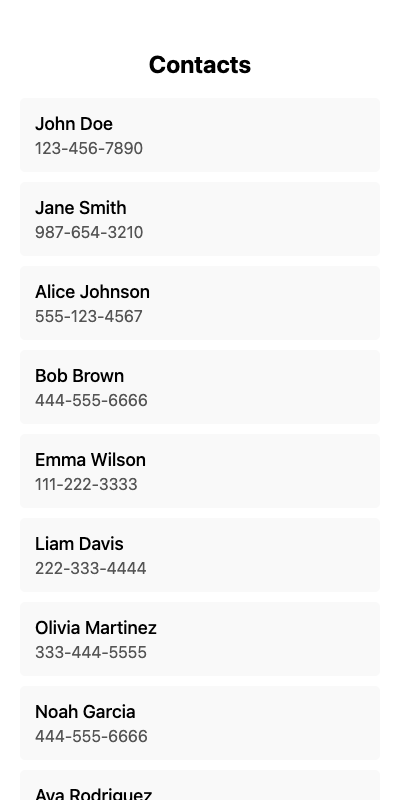 Contacts
John Doe
123-456-7890
Jane Smith
987-654-3210
Alice Johnson
555-123-4567
Bob Brown
444-555-6666
Emma Wilson
111-222-3333
Liam Davis
222-333-4444
Olivia Martinez
333-444-5555
Noah Garcia
444-555-6666
Ava Rodriguez